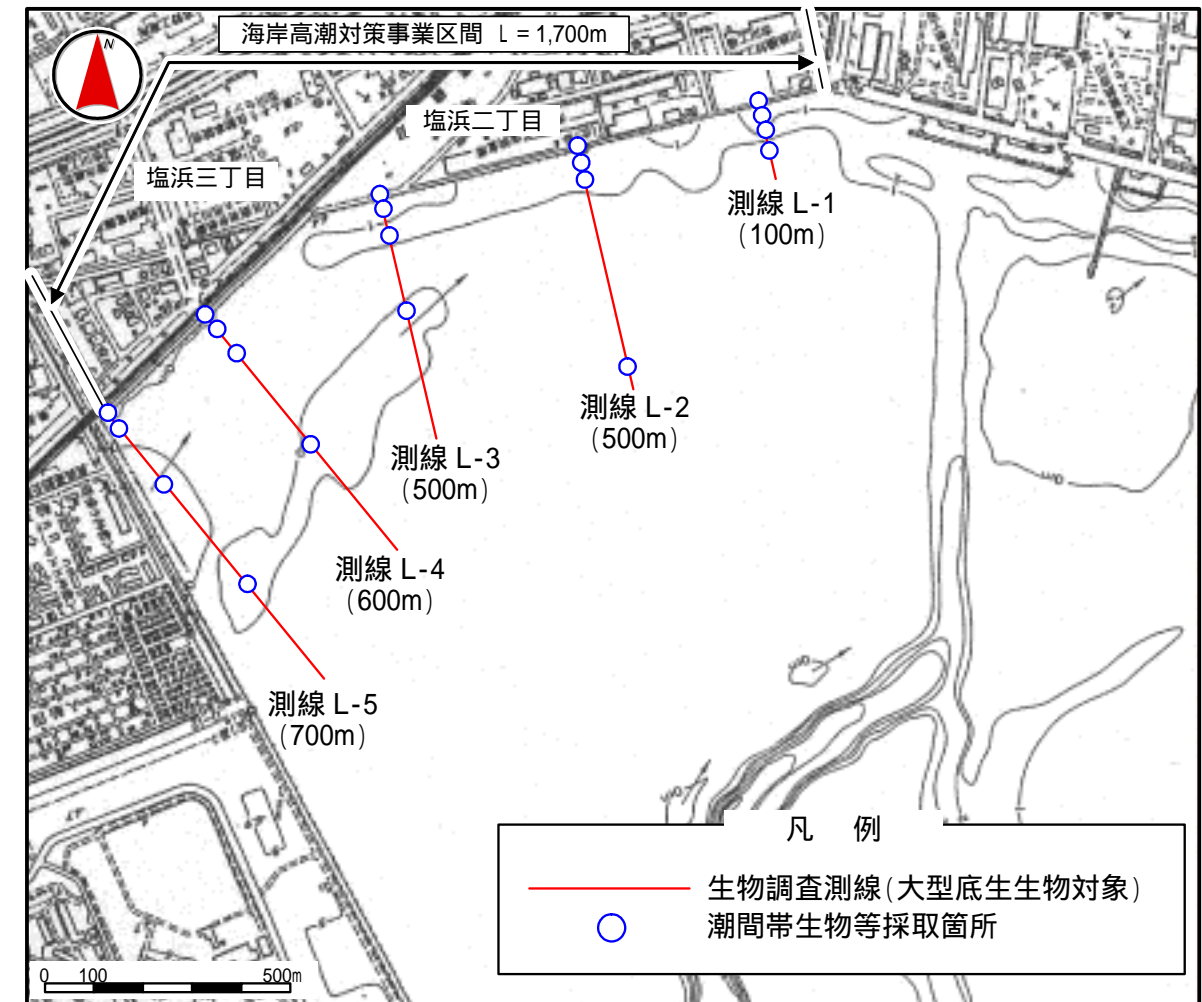 海岸高潮対策事業区間 L = 1,700m
N
塩浜二丁目
塩浜三丁目
測線 L-1
(100m)
測線 L-2
(500m)
測線 L-3
(500m)
測線 L-4
(600m)
測線 L-5
(700m)
凡 例
生物調査測線(大型底生生物対象)
潮間帯生物等採取箇所
0 100 500m